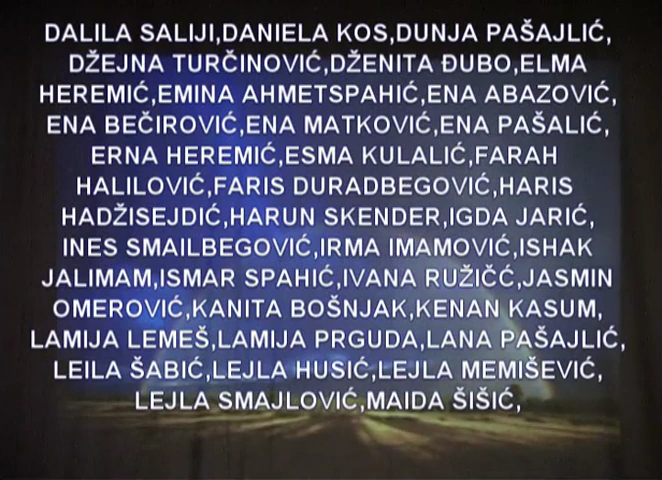 DALILA SALIJI,DANIELA KOS,DUNJA PAŠAJLIĆ,
DŽEJNA TURČINOVIĆ,DŽENITA ĐUBO,ELMA
HEREMIĆ,EMINA AHMETSPAHIĆ,ENA ABAZOVIĆ,
ENA BEČIROVIĆ,ENA MATKOVIĆ,ENA PAŠALIĆ,
ERNA HEREMIĆ,ESMA KULALIĆ,FARAH
HALILOVIĆ,FARIS DURADBEGOVIĆ,HARIS
HADŽISEJDIĆ,HARUN SKENDER,IGDA JARIĆ,
INES SMAILBEGOVIĆ,IRMA IMAMOVIĆ,ISHAK
JALIMAM,ISMAR SPAHIĆ,IVANA RUŽIČĆ,JASMIN
OMEROVIĆ,KANITA BOŠNJAK,KENAN KASUM,
LAMIJA LEMEŠ,LAMIJA PRGUDA,LANA PAŠAJLIĆ,
LEILA ŠABIĆ,LEJLA HUSIĆ,LEJLA MEMIŠEVIĆ,
LEJLA SMAJLOVIĆ,MAIDA ŠIŠIĆ,